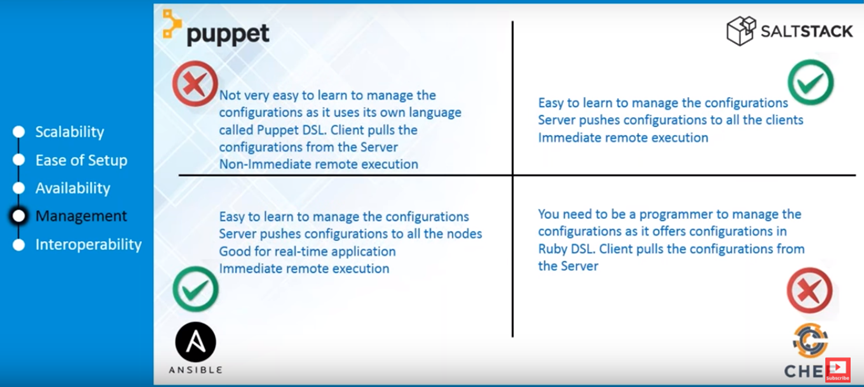 Scalability
Ease of Setup
Availability
Management
Interoperability
puppet
Not very easy to learn to manage the
configurations as it uses its own language
called Puppet DSL. Client pulls the
configurations from the Server
Non-Immediate remote execution
SALTSTACK
Easy to learn to manage the configurations
Server pushes configurations to all the clients
Immediate remote execution
Easy to learn to manage the configurations
Server pushes configurations to all the nodes
Good for real-time application
Immediate remote execution
A
ANSIBLE
You need to be a programmer to manage the
configurations as it offers configurations in
Ruby DSL. Client pulls the configurations from
the Server
CHE
subscribe